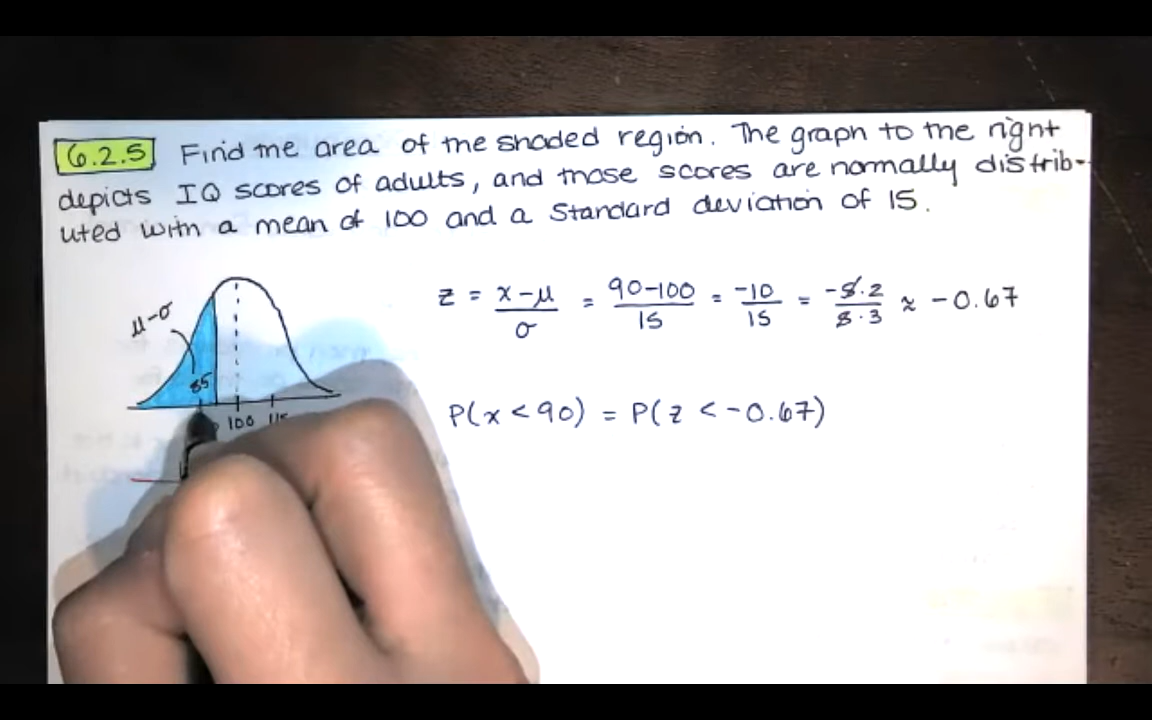 6.2.5 Find the area of the shaded region. The graph to the right
depicts IQ scores of adults, and those scores are normally distrib-
uted with a mean of 100 and a standard deviation of 15.
z = x-μ / σ = 90-100 / 15 = -10 / 15 = -5·2 / 5·3 ≈ -0.67
μ-σ
85
P(x < 90) = P(z < -0.67)
100 115